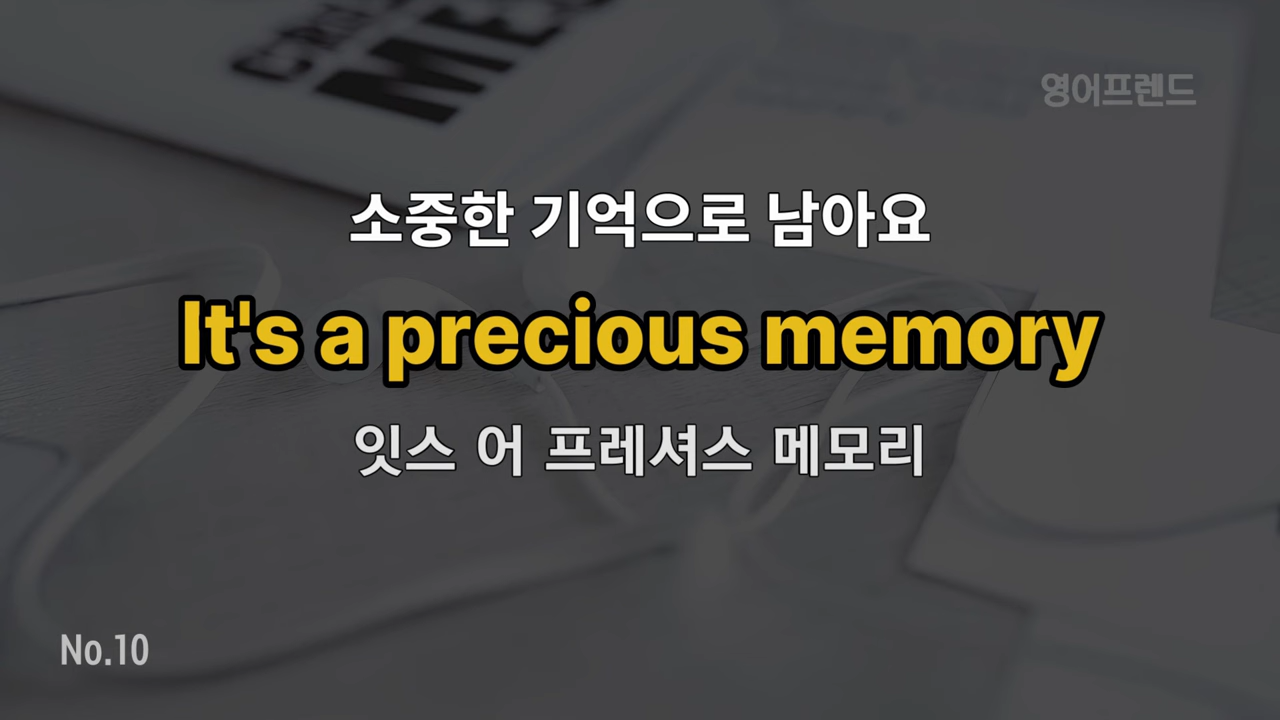 영어프렌드
소중한 기억으로 남아요
It's a precious memory
잇스 어 프레셔스 메모리
No.10